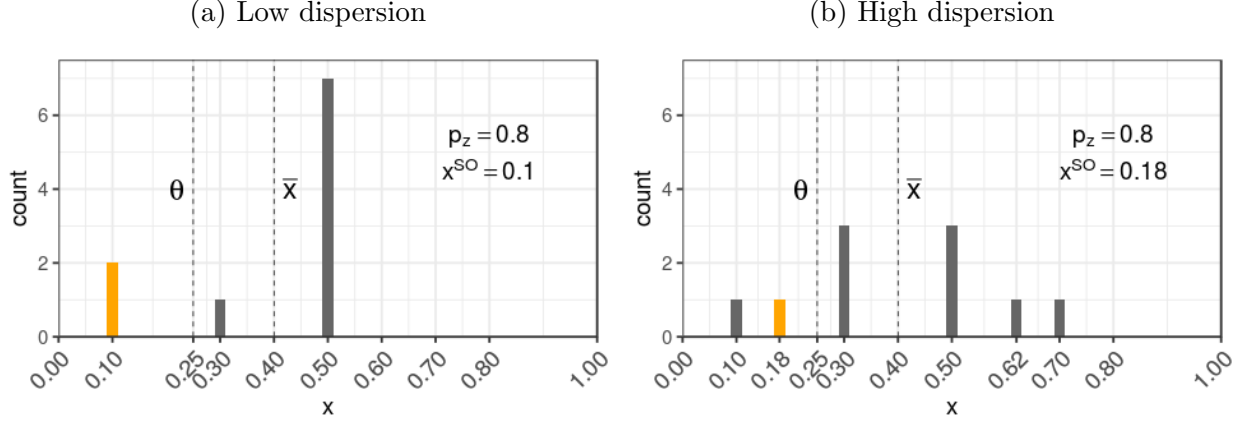 (a) Low dispersion
(b) High dispersion
count
6
4
2
0
θ
x̄
p_z = 0.8
x^SO = 0.1
0.00 0.10 0.25 0.30 0.40 0.50 0.60 0.70 0.80 1.00
x
count
6
4
2
0
θ
x̄
p_z = 0.8
x^SO = 0.18
0.00 0.10 0.18 0.25 0.30 0.40 0.50 0.62 0.70 0.80 1.00
x